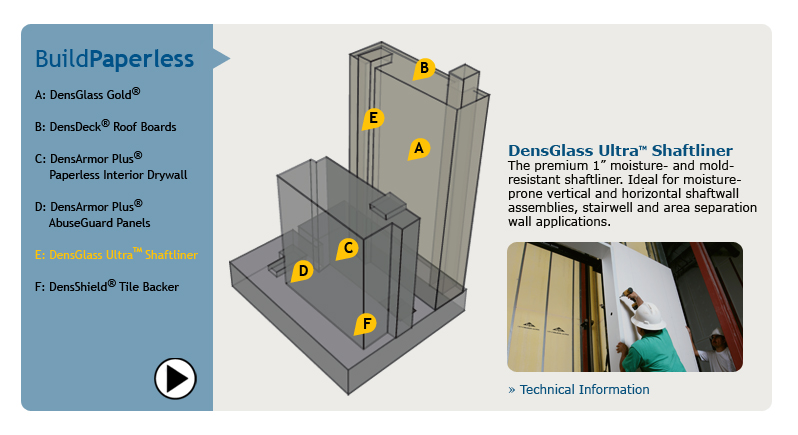 BuildPaperless
A: DensGlass Gold®
B: DensDeck® Roof Boards
C: DensArmor Plus®
Paperless Interior Drywall
D: DensArmor Plus®
AbuseGuard Panels
E: DensGlass Ultra™ Shaftliner
F: DensShield® Tile Backer
B
E
A
C
D
F
DensGlass Ultra™ Shaftliner
The premium 1” moisture- and mold-
resistant shaftliner. Ideal for moisture-
prone vertical and horizontal shaftwall
assemblies, stairwell and area separation
wall applications.
» Technical Information